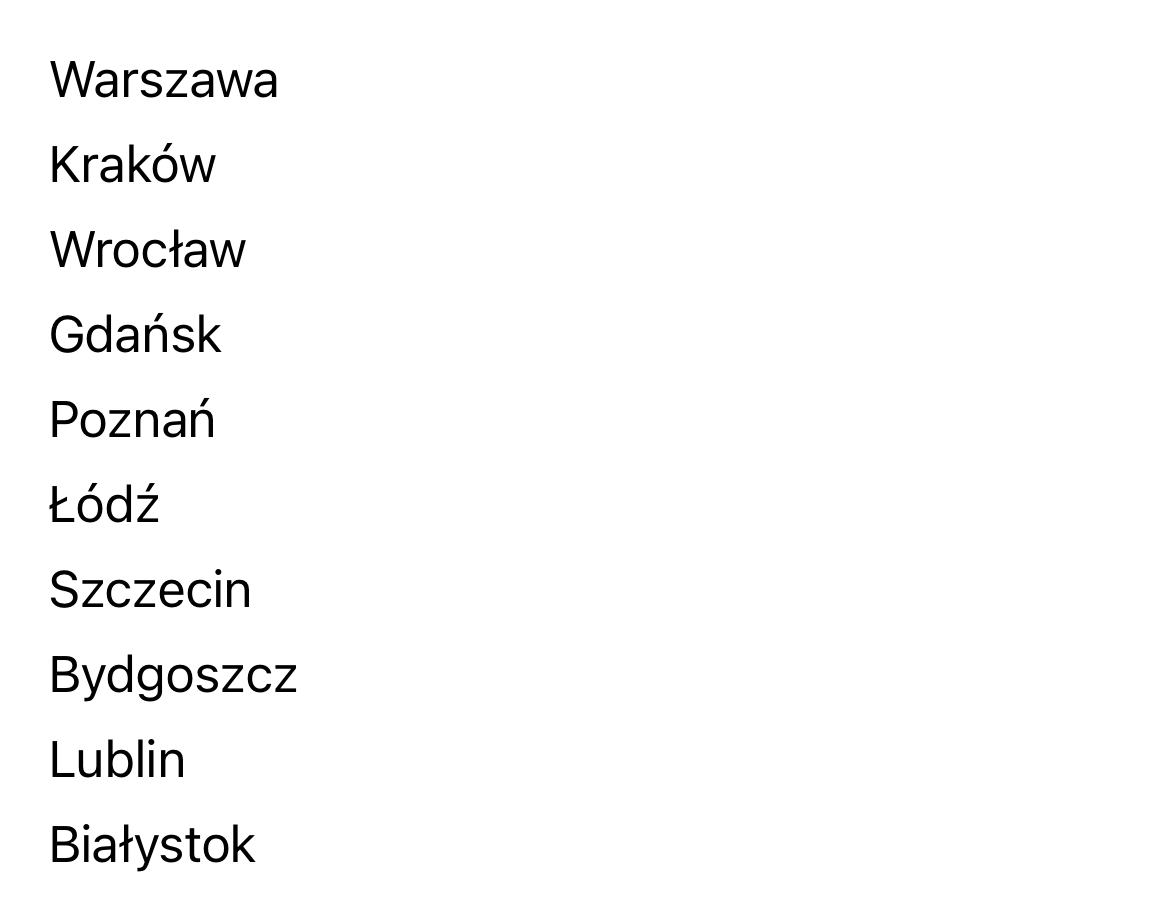 Warszawa
Kraków
Wrocław
Gdańsk
Poznań
Łódź
Szczecin
Bydgoszcz
Lublin
Białystok